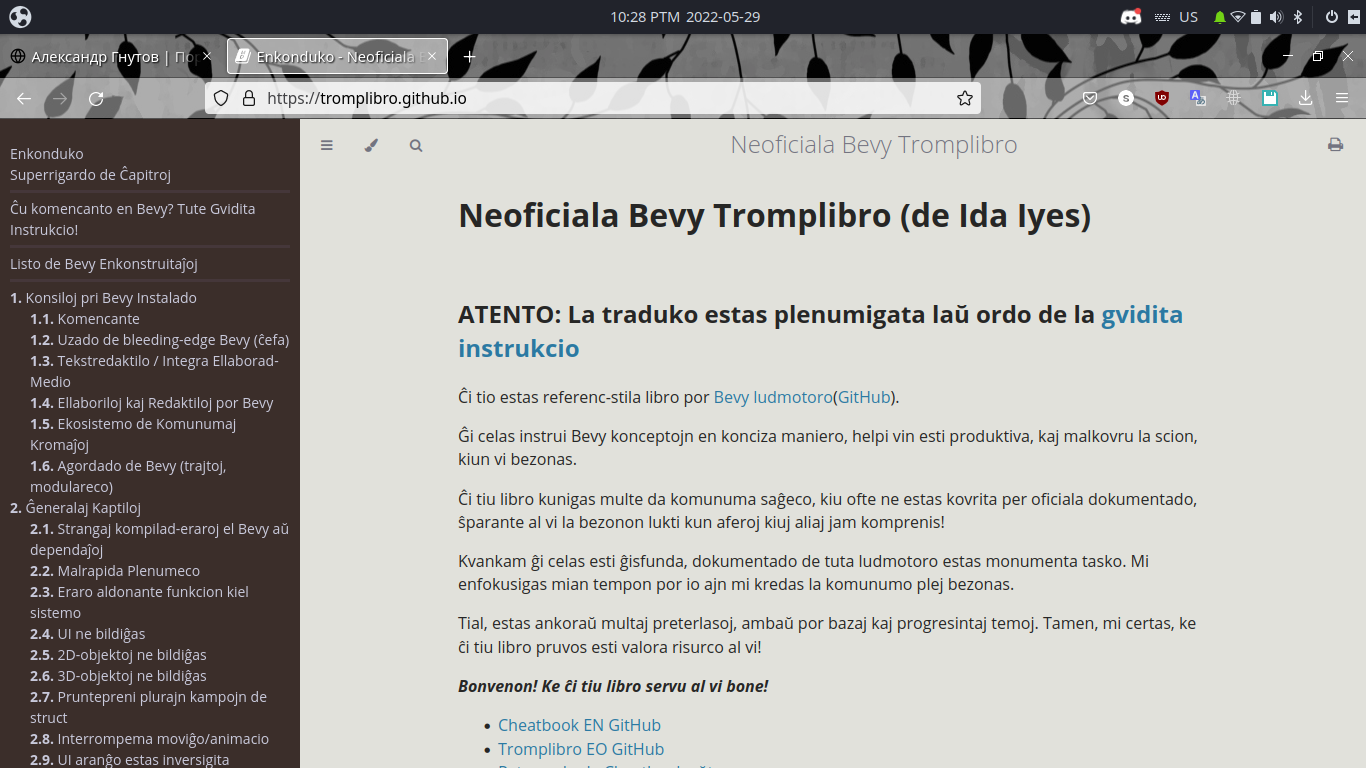 10:28 PTM 2022-05-29
US
Александр Гнутов | По
Enkonduko - Neoficiala
https://tromplibro.github.io
Enkonduko
Superrigardo de Ĉapitroj
Ĉu komencanto en Bevy? Tute Gvidita
Instrukcio!
Listo de Bevy Enkonstruitaĵoj
1. Konsiloj pri Bevy Instalado
1.1. Komencante
1.2. Uzado de bleeding-edge Bevy (ĉefa)
1.3. Tekstredaktilo / Integra Ellaborad-
Medio
1.4. Ellaboriloj kaj Redaktiloj por Bevy
1.5. Ekosistemo de Komunumaj
Kromaĵoj
1.6. Agordado de Bevy (trajtoj,
modulareco)
2. Ĝeneralaj Kaptiloj
2.1. Strangaj kompilad-eraroj el Bevy aŭ
dependaĵoj
2.2. Malrapida Plenumeco
2.3. Eraro aldonante funkcion kiel
sistemo
2.4. UI ne bildiĝas
2.5. 2D-objektoj ne bildiĝas
2.6. 3D-objektoj ne bildiĝas
2.7. Pruntepreni plurajn kampojn de
struct
2.8. Interrompema moviĝo/animacio
2.9. UI aranĝo estas inversigita
Neoficiala Bevy Tromplibro
Neoficiala Bevy Tromplibro (de Ida Iyes)
ATENTO: La traduko estas plenumigata laŭ ordo de la gvidita
instrukcio
Ĉi tio estas referenc-stila libro por Bevy ludmotoro(GitHub).
Ĝi celas instrui Bevy konceptojn en konciza maniero, helpi vin esti produktiva, kaj malkovru la scion,
kiun vi bezonas.
Ĉi tiu libro kunigas multe da komunuma saĝeco, kiu ofte ne estas kovrita per oficiala dokumentado,
ŝparante al vi la bezonon lukti kun aferoj kiuj aliaj jam komprenis!
Kvankam ĝi celas esti ĝisfunda, dokumentado de tuta ludmotoro estas monumenta tasko. Mi
enfokusigas mian tempon por io ajn mi kredas la komunumo plej bezonas.
Tial, estas ankoraŭ multaj preterlasoj, ambaŭ por bazaj kaj progresintaj temoj. Tamen, mi certas, ke
ĉi tiu libro pruvos esti valora risurco al vi!
Bonvenon! Ke ĉi tiu libro servu al vi bone!
Cheatbook EN GitHub
Tromplibro EO GitHub